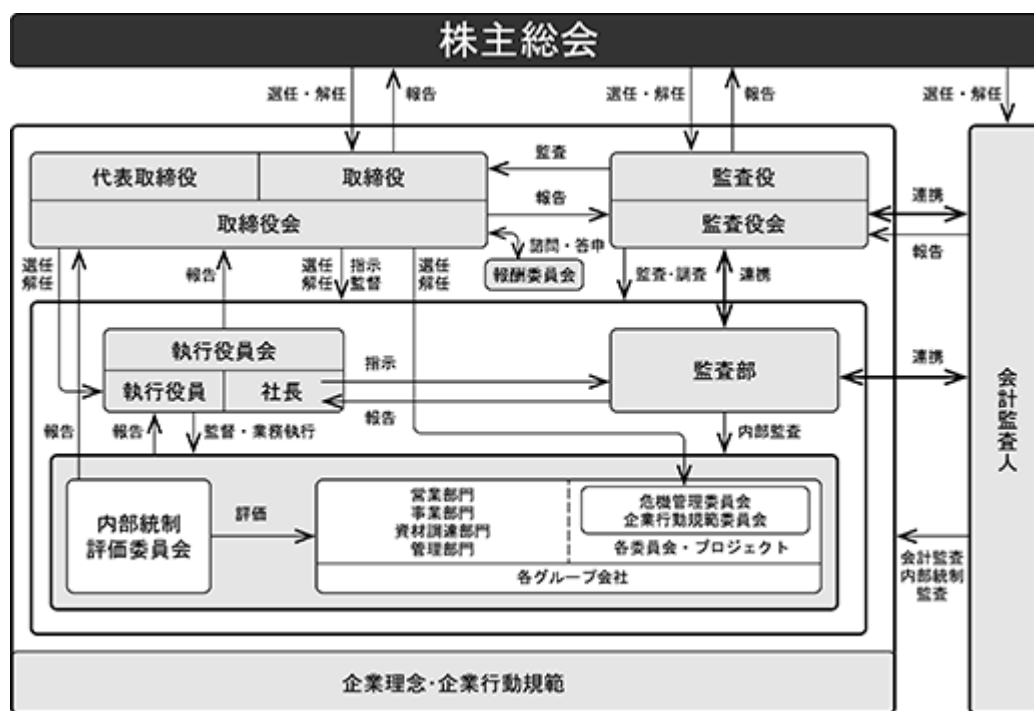 株主総会
選任・解任
報告
選任・解任
報告
選任・解任
代表取締役
取締役
取締役会
監査
報告
監査役
監査役会
連携
報告
諮問・答申
報酬委員会
選任
解任
報告
選任
解任
指示
監督
選任
解任
監査・調査
連携
執行役員会
執行役員
社長
指示
報告
監査部
連携
会計監査人
報告
報告
監督・業務執行
内部監査
内部統制
評価委員会
評価
営業部門
事業部門
資材調達部門
管理部門
危機管理委員会
企業行動規範委員会
各委員会・プロジェクト
各グループ会社
会計監査
内部統制
監査
企業理念・企業行動規範